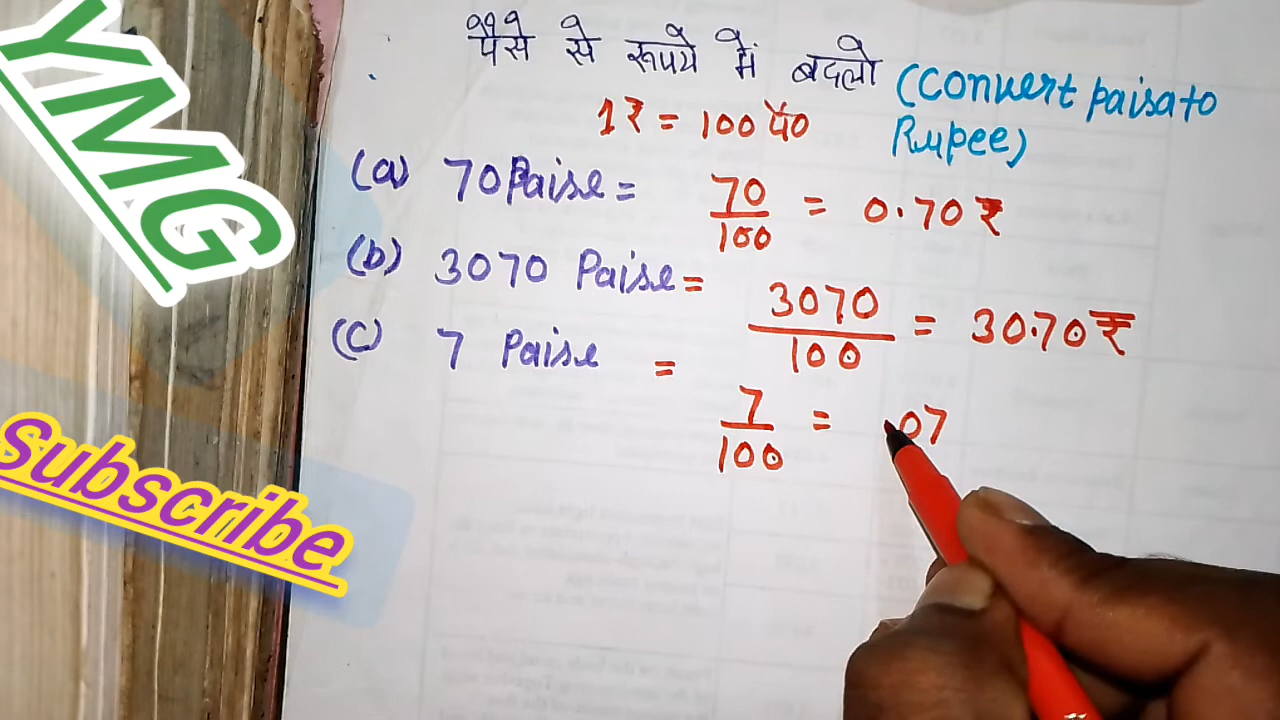 पैसे से रूपये में बदलो (Convert paisa to
Rupee)
1₹ = 100 पै०
(a) 70 Paise = 70/100 = 0.70 ₹
(b) 3070 Paise = 3070/100 = 30.70 ₹
(C) 7 Paise = 7/100 = .07
YMG
Subscribe